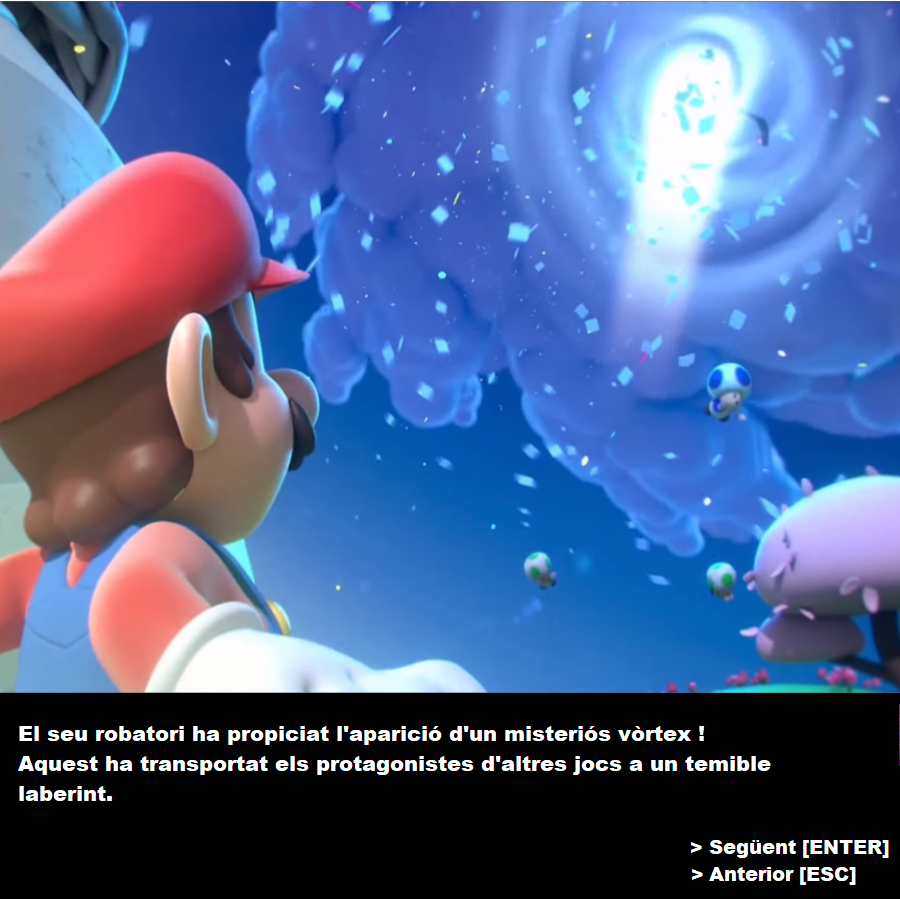 El seu robatori ha propiciat l'aparició d'un misteriós vòrtex !
Aquest ha transportat els protagonistes d'altres jocs a un temible
laberint.
> Següent [ENTER]
> Anterior [ESC]